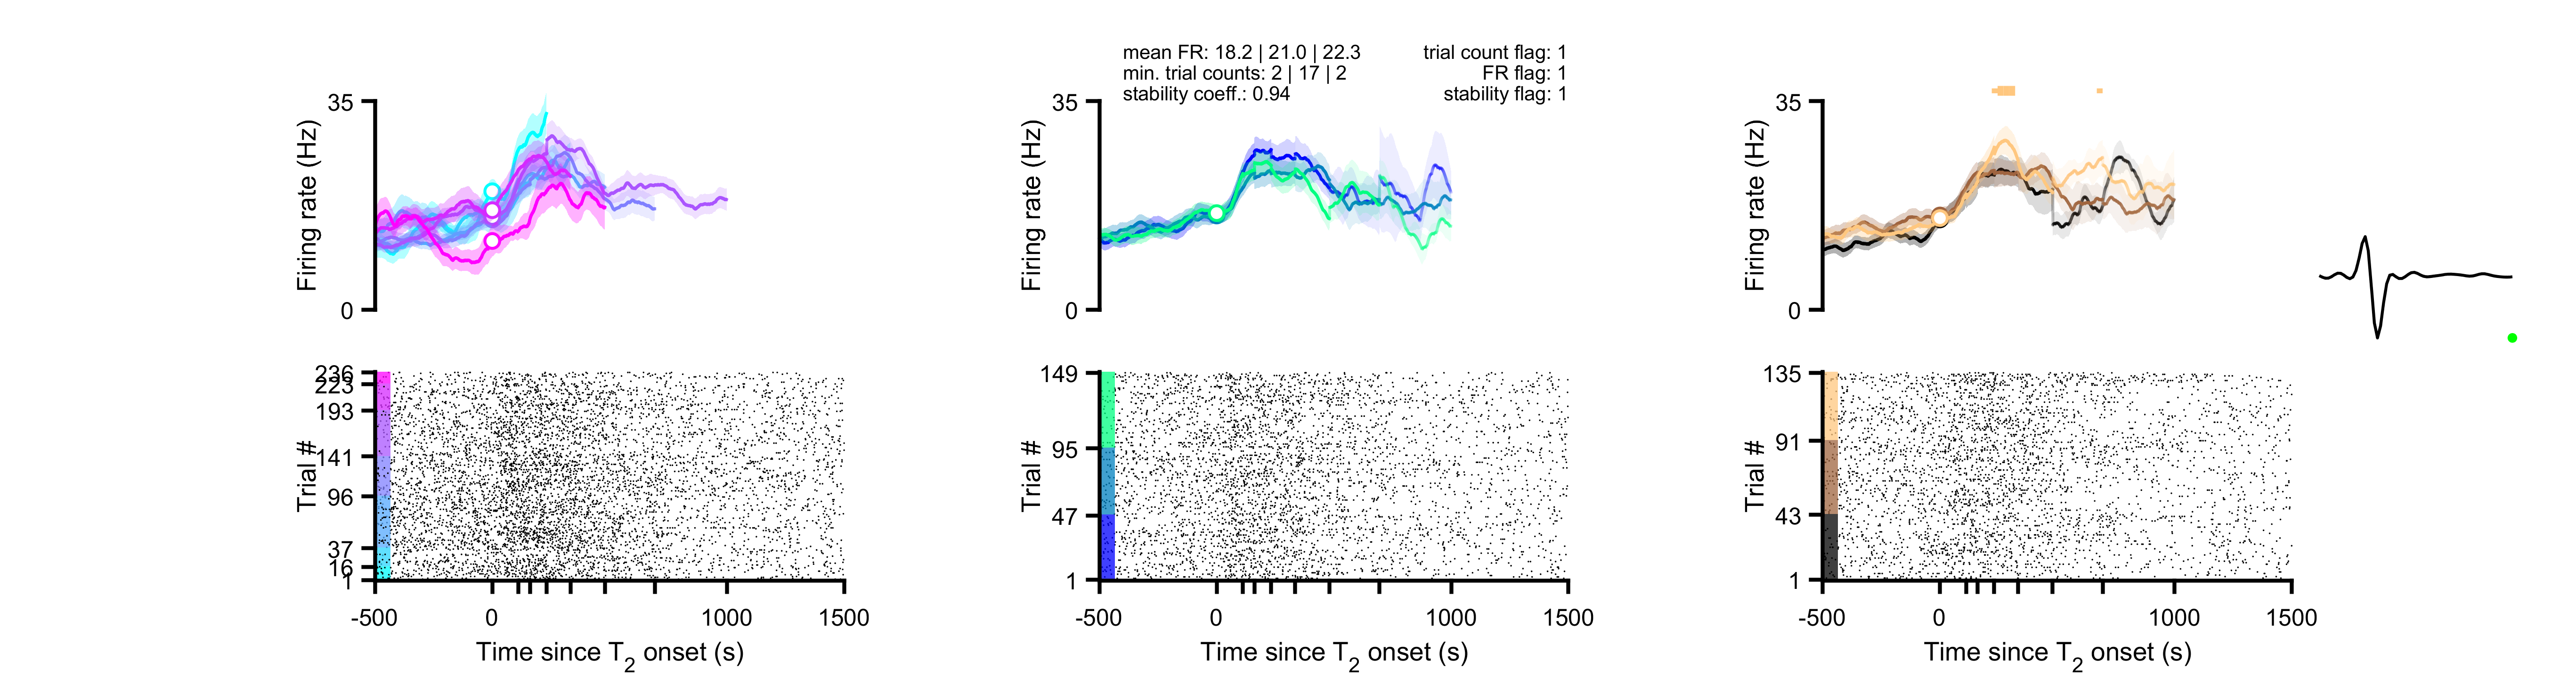 mean FR: 18.2 | 21.0 | 22.3
trial count flag: 1
min. trial counts: 2 | 17 | 2
FR flag: 1
stability coeff.: 0.94
stability flag: 1
35
Firing rate (Hz)
0
35
Firing rate (Hz)
0
35
Firing rate (Hz)
0
236
223
193
141
96
37
16
1
Trial #
-500
0
1000
1500
Time since T2 onset (s)
149
95
47
1
Trial #
-500
0
1000
1500
Time since T2 onset (s)
135
91
43
1
Trial #
-500
0
1000
1500
Time since T2 onset (s)